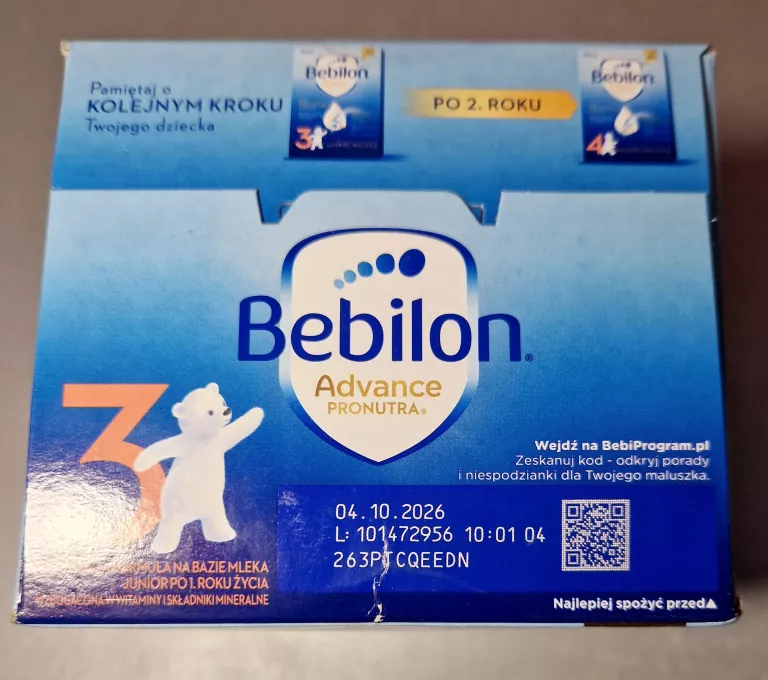 Pamiętaj o
KOLEJNYM KROKU
Twojego dziecka
Bebilon
3
PO 2. ROKU
Bebilon
4
Bebilon®
Advance
PRONUTRA®
3
Wejdź na BebiProgram.pl
Zeskanuj kod - odkryj porady
i niespodzianki dla Twojego maluszka.
04.10.2026
L: 101472956 10:01 04
263PTCQEEDN
NA BAZIE MLEKA
JUNIOR PO 1. ROKU ŻYCIA
W WITAMINY I SKŁADNIKI MINERALNE
Najlepiej spożyć przed▲